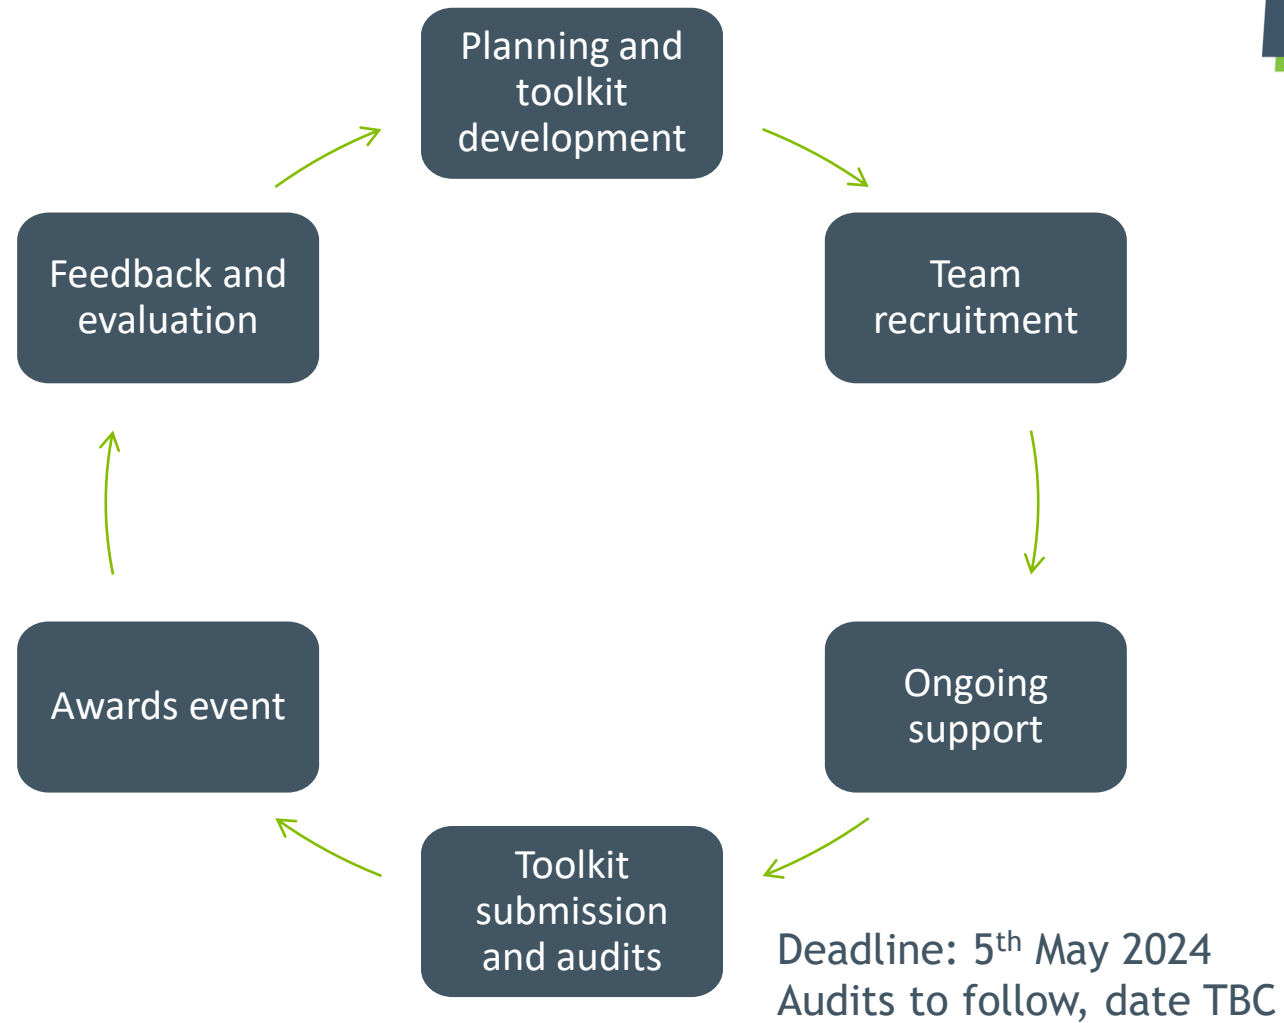 Planning and
toolkit
development
Team
recruitment
Ongoing
support
Toolkit
submission
and audits
Deadline: 5th May 2024
Audits to follow, date TBC
Awards event
Feedback and
evaluation